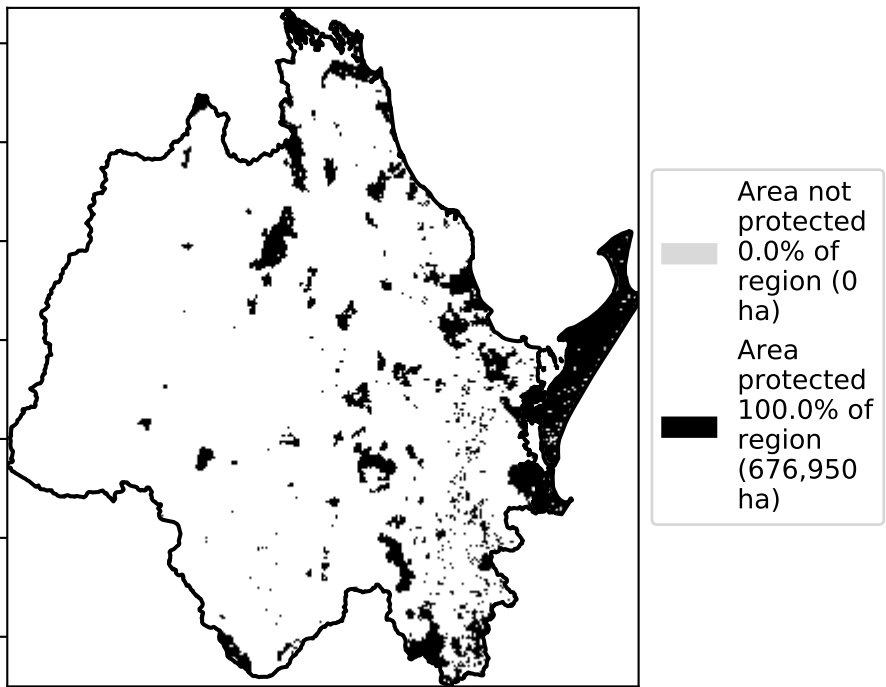 Area not
protected
0.0% of
region (0
ha)
Area
protected
100.0% of
region
(676,950
ha)